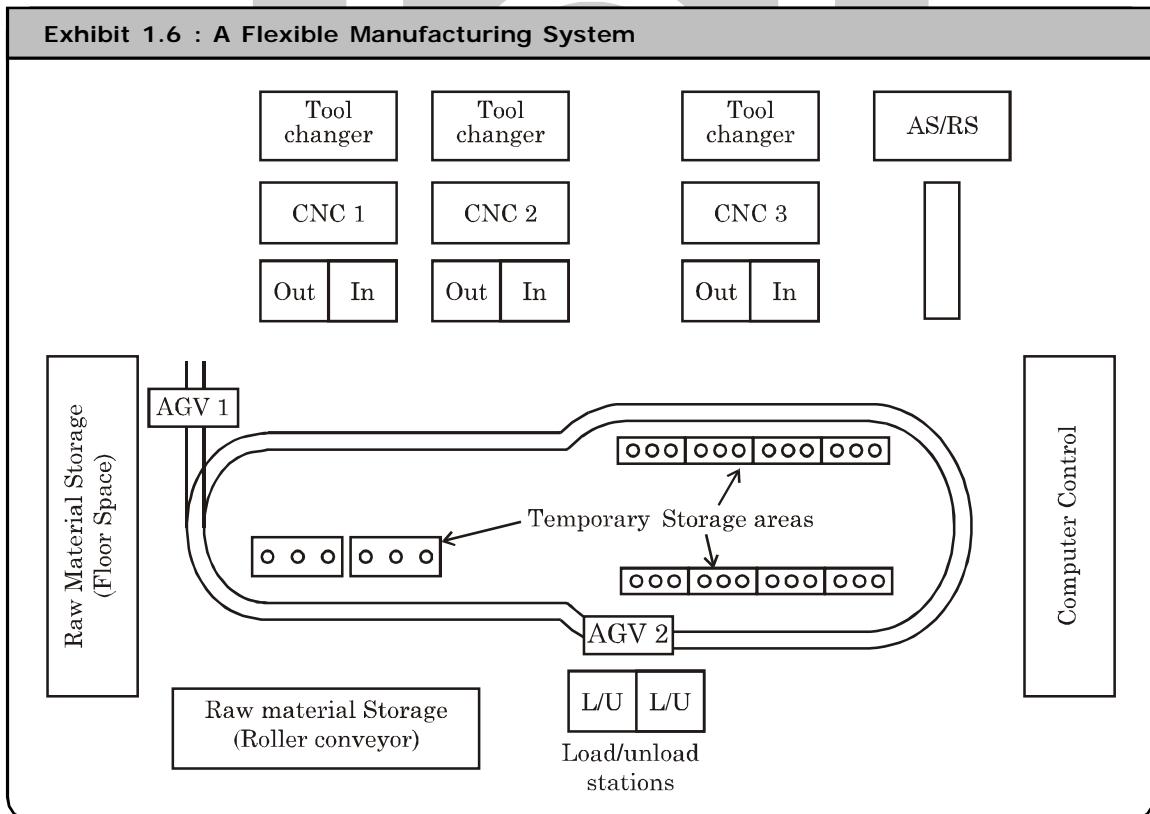 Exhibit 1.6 : A Flexible Manufacturing System
Tool
changer
Tool
changer
Tool
changer
AS/RS
CNC 1
CNC 2
CNC 3
Out
In
Out
In
Out
In
AGV 1
Raw Material Storage
(Floor Space)
Temporary Storage areas
Computer Control
AGV 2
Raw material Storage
(Roller conveyor)
L/U
L/U
Load/unload
stations